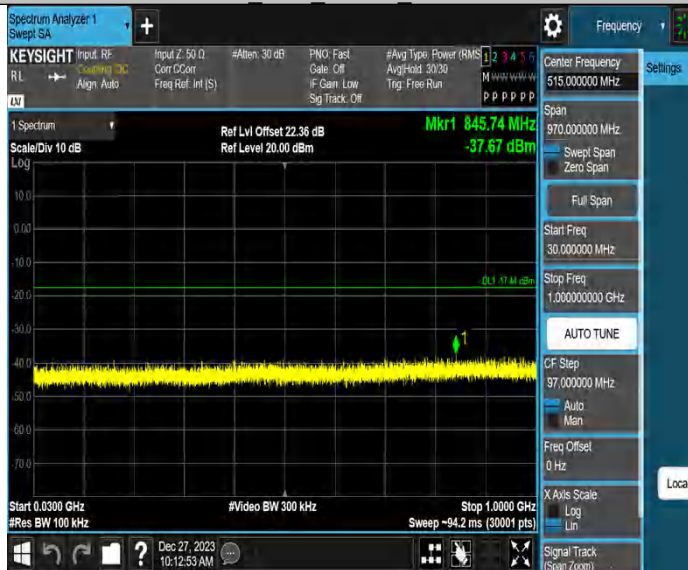 Spectrum Analyzer 1
Swept SA
Frequency
KEYSIGHT
Input: RF
Coupling: DC
Align: Auto
Input Z: 50 Ω
Corr CCorr
Freq Ref: Int (S)
#Atten: 30 dB
PNO: Fast
Gate: Off
IF Gain: Low
Sig Track: Off
#Avg Type: Power (RMS
Avg|Hold: 30/30
Trig: Free Run
1 2 3 4 5 6
M W W W W W
P P P P P P
RL
LXI
1 Spectrum
Scale/Div 10 dB
Log
Ref Lvl Offset 22.36 dB
Ref Level 20.00 dBm
Mkr1 845.74 MHz
-37.67 dBm
10.0
0.00
-10.0
-20.0
-30.0
-40.0
-50.0
-60.0
-70.0
DL1 -17.44 dBm
1
Start 0.0300 GHz
#Res BW 100 kHz
#Video BW 300 kHz
Stop 1.0000 GHz
Sweep ~94.2 ms (30001 pts)
?
Dec 27, 2023
10:12:53 AM
Center Frequency
515.000000 MHz
Settings
Span
970.000000 MHz
Swept Span
Zero Span
Full Span
Start Freq
30.000000 MHz
Stop Freq
1.000000000 GHz
AUTO TUNE
CF Step
97.000000 MHz
Auto
Man
Freq Offset
0 Hz
X Axis Scale
Log
Lin
Loca
Signal Track
(Span Zoom)